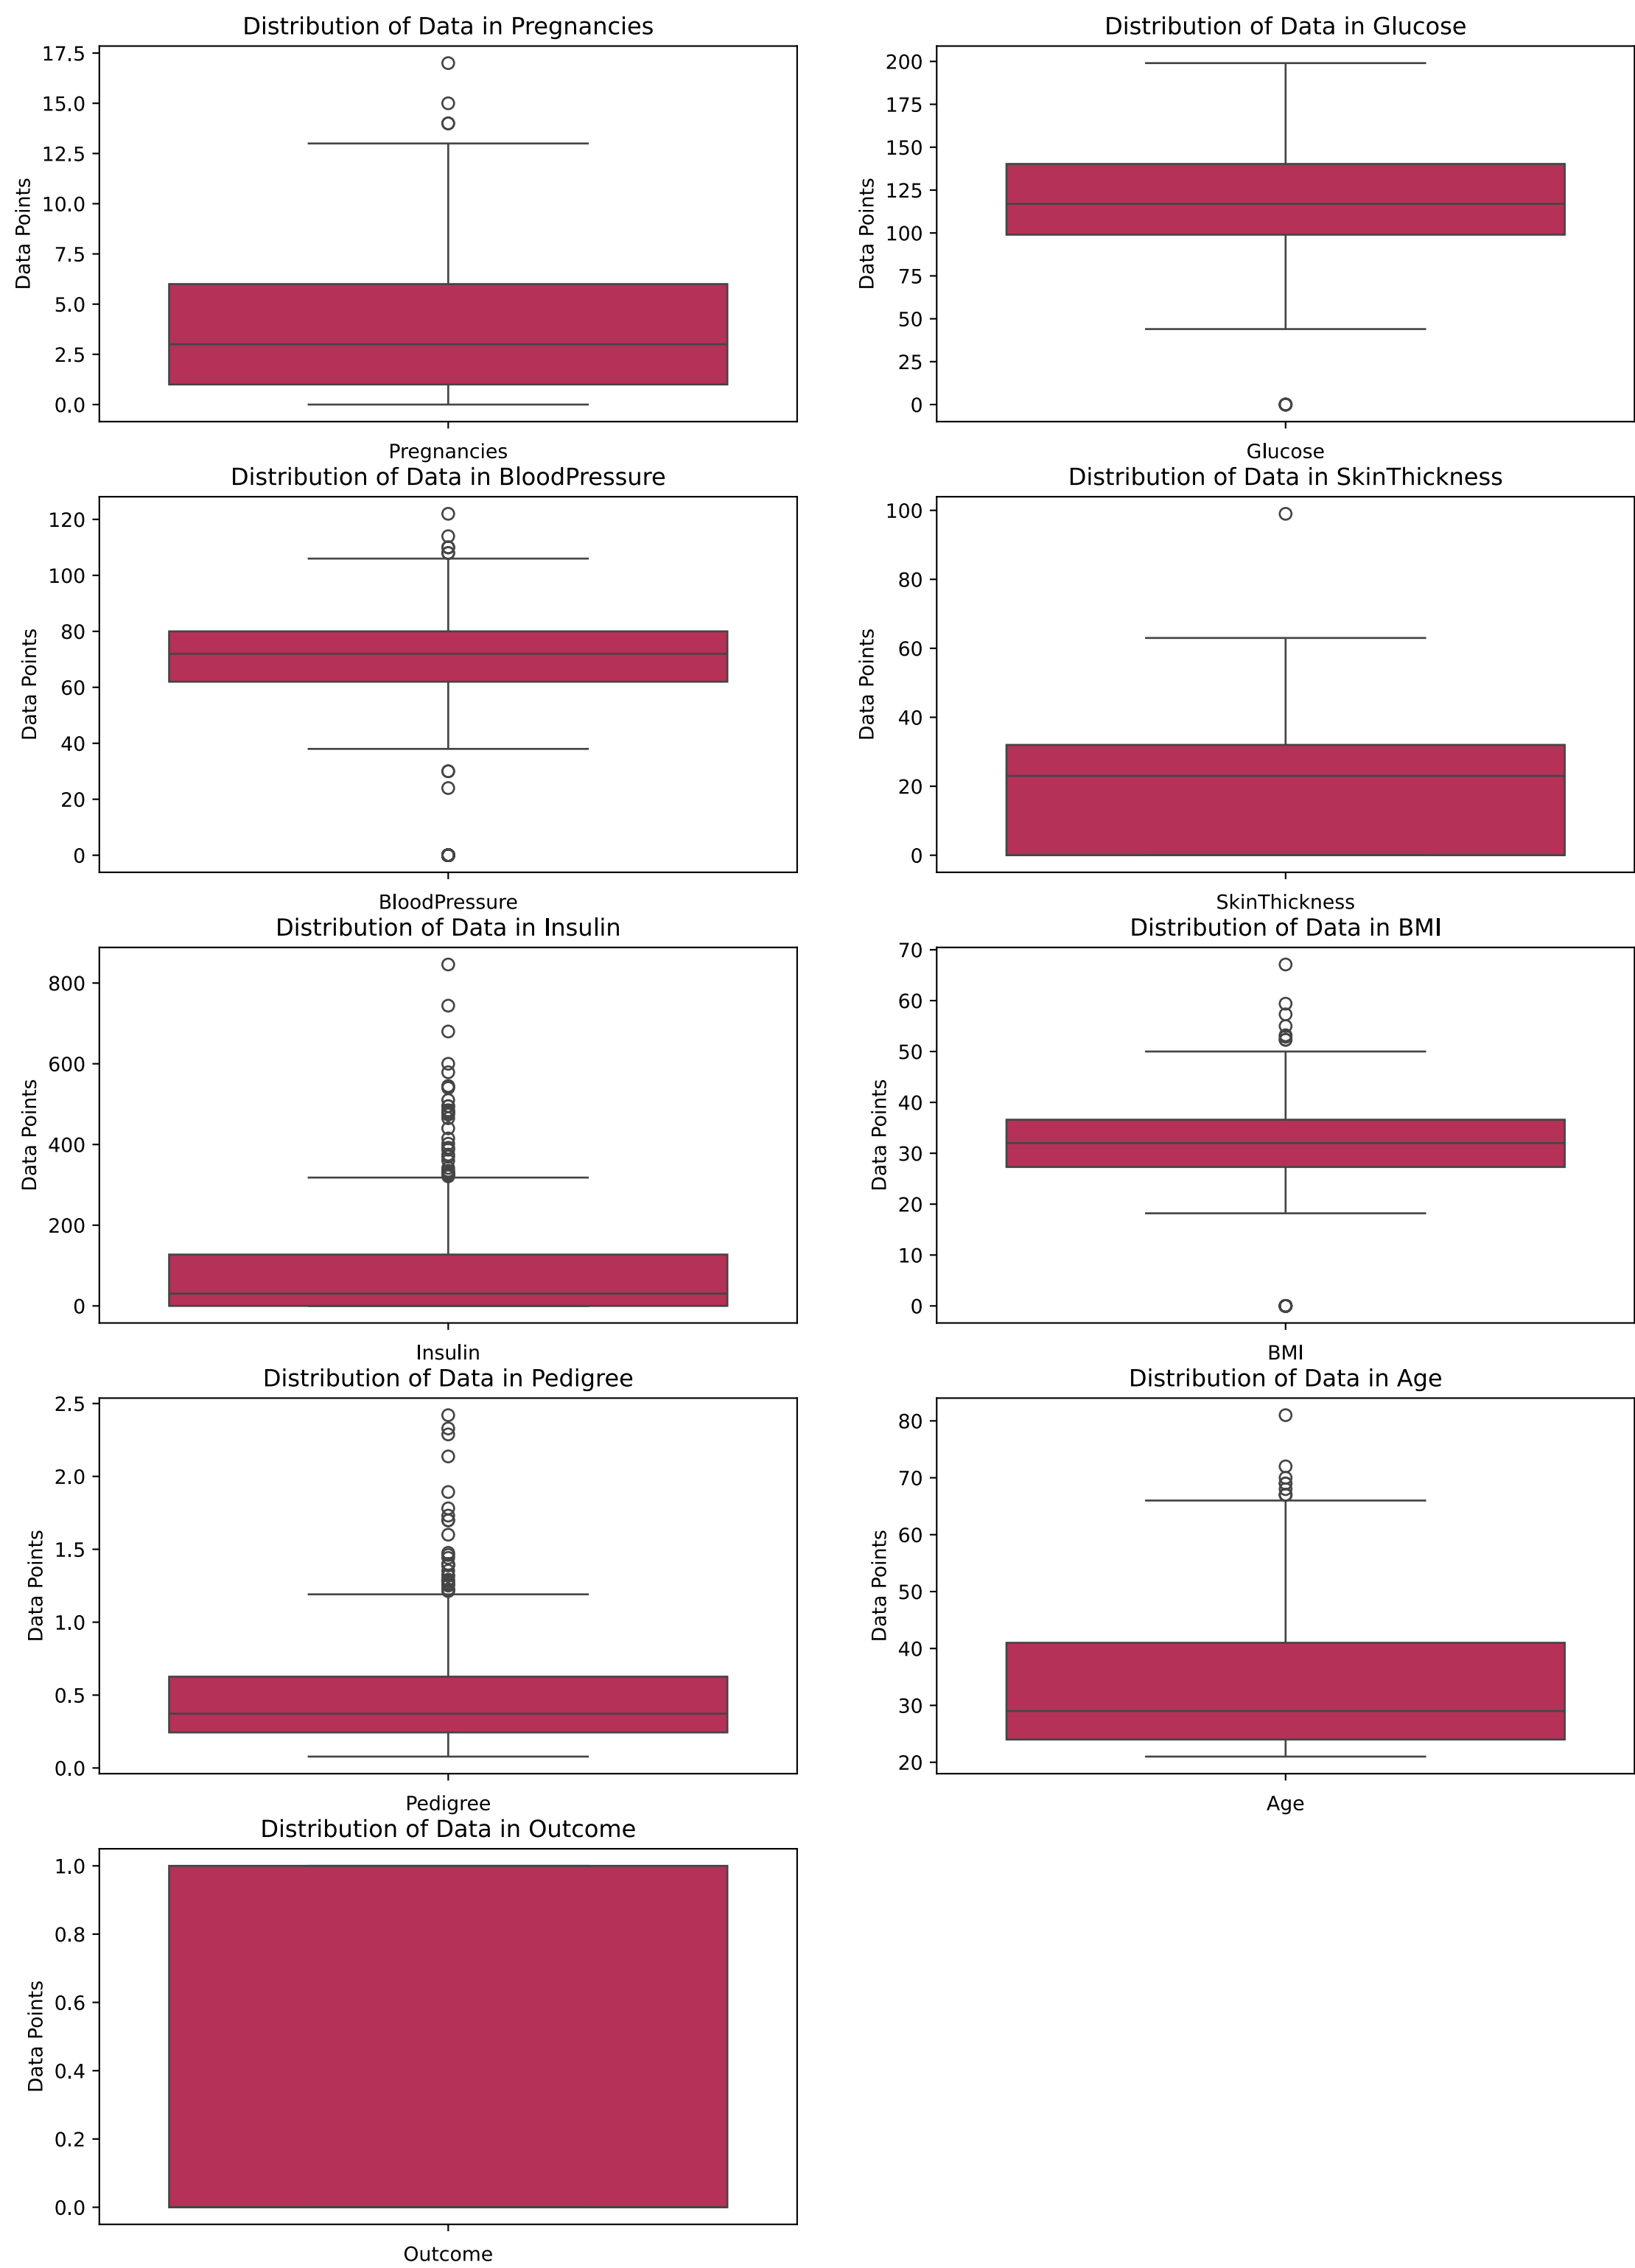 Distribution of Data in Pregnancies
17.5
15.0
12.5
10.0
7.5
5.0
2.5
0.0
Data Points
Pregnancies
Distribution of Data in Glucose
200
175
150
125
100
75
50
25
0
Data Points
Glucose
Distribution of Data in BloodPressure
120
100
80
60
40
20
0
Data Points
BloodPressure
Distribution of Data in SkinThickness
100
80
60
40
20
0
Data Points
SkinThickness
Distribution of Data in Insulin
800
600
400
200
0
Data Points
Insulin
Distribution of Data in BMI
70
60
50
40
30
20
10
0
Data Points
BMI
Distribution of Data in Pedigree
2.5
2.0
1.5
1.0
0.5
0.0
Data Points
Pedigree
Distribution of Data in Age
80
70
60
50
40
30
20
Data Points
Age
Distribution of Data in Outcome
1.0
0.8
0.6
0.4
0.2
0.0
Data Points
Outcome